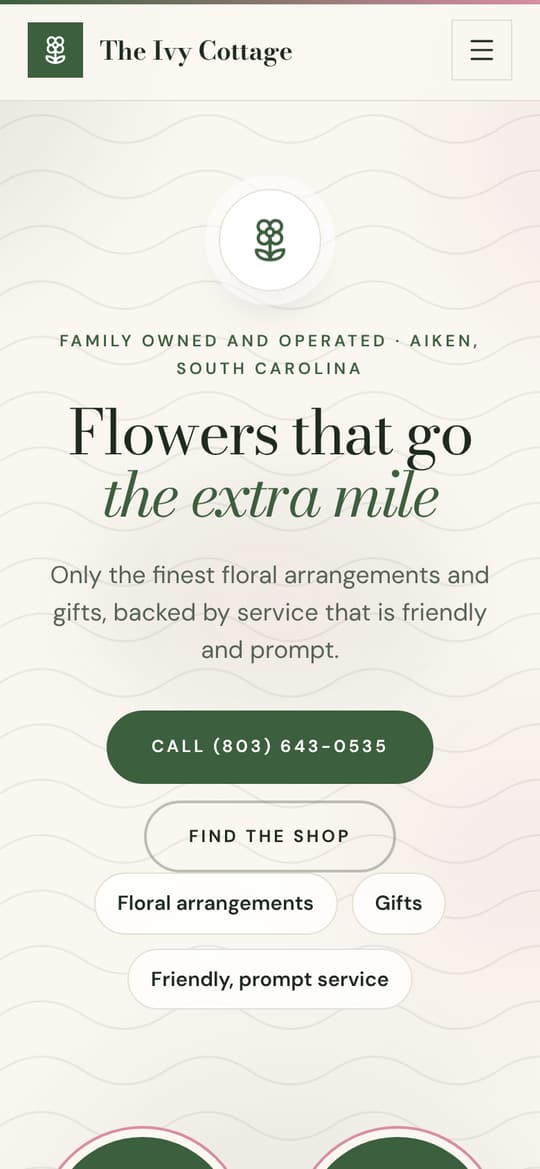 The Ivy Cottage
FAMILY OWNED AND OPERATED · AIKEN,
SOUTH CAROLINA
Flowers that go
the extra mile
Only the finest floral arrangements and
gifts, backed by service that is friendly
and prompt.
CALL (803) 643-0535
FIND THE SHOP
Floral arrangements
Gifts
Friendly, prompt service